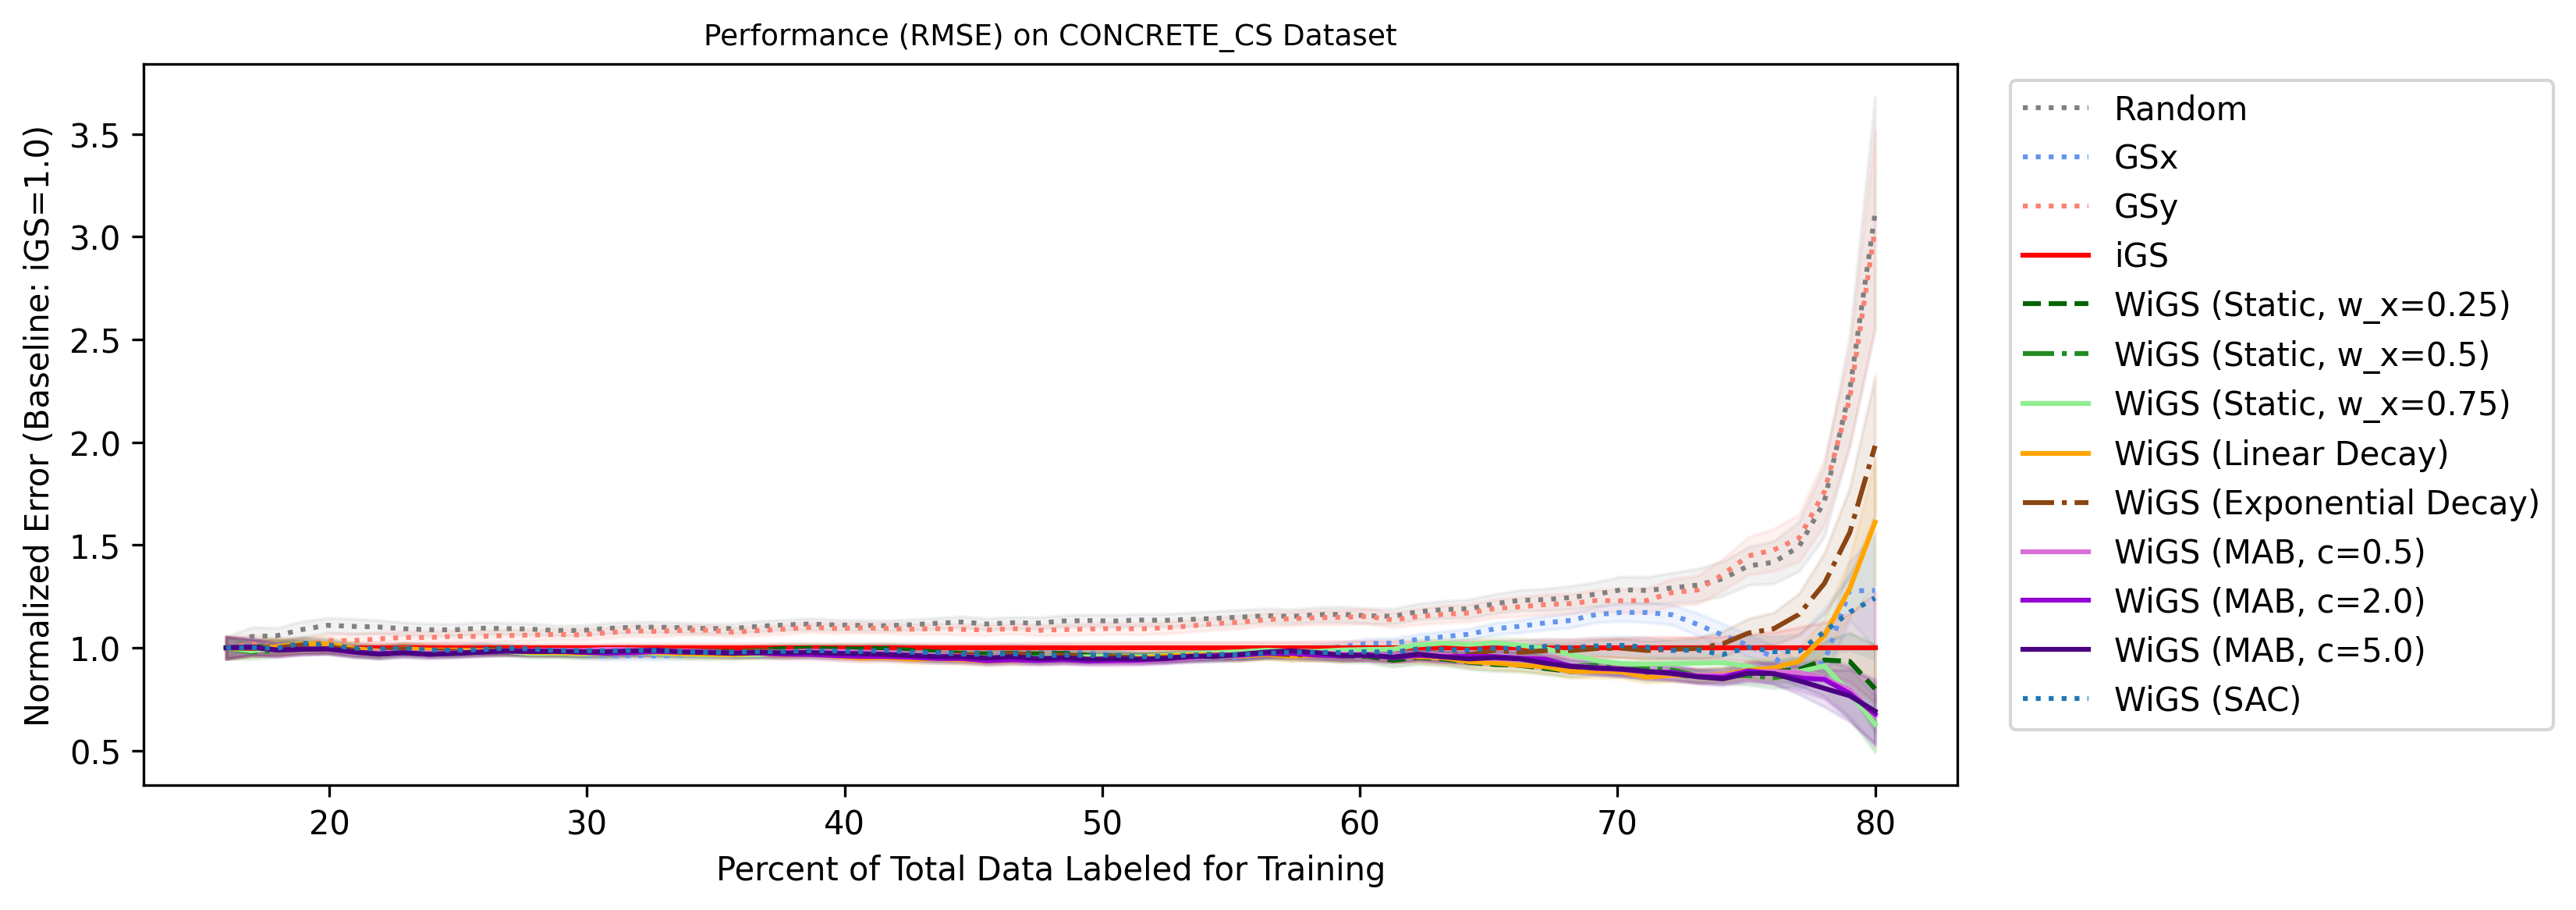 Performance (RMSE) on CONCRETE_CS Dataset
Normalized Error (Baseline: iGS=1.0)
3.5
3.0
2.5
2.0
1.5
1.0
0.5
20
30
40
50
60
70
80
Percent of Total Data Labeled for Training
Random
GSx
GSy
iGS
WiGS (Static, w_x=0.25)
WiGS (Static, w_x=0.5)
WiGS (Static, w_x=0.75)
WiGS (Linear Decay)
WiGS (Exponential Decay)
WiGS (MAB, c=0.5)
WiGS (MAB, c=2.0)
WiGS (MAB, c=5.0)
WiGS (SAC)